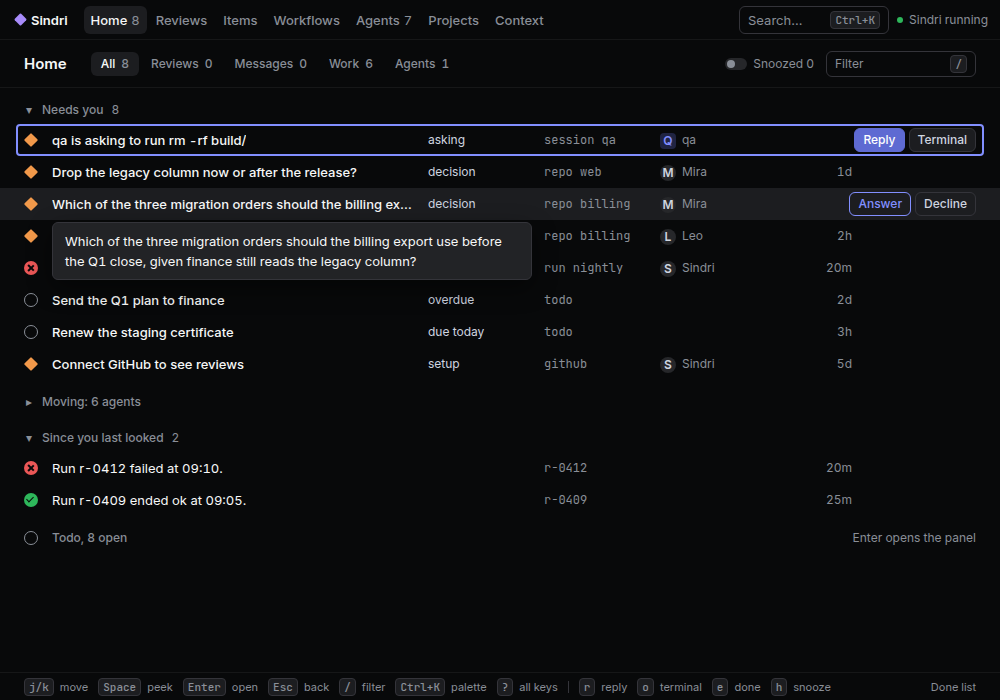 Sindri Home 8 Reviews Items Workflows Agents 7 Projects Context Search... Ctrl+K Sindri running
Home All 8 Reviews 0 Messages 0 Work 6 Agents 1 Snoozed 0 Filter /
Needs you 8
qa is asking to run rm -rf build/ asking session qa Q qa Reply Terminal
Drop the legacy column now or after the release? decision repo web M Mira 1d
Which of the three migration orders should the billing ex... decision repo billing M Mira Answer Decline
repo billing L Leo 2h
Which of the three migration orders should the billing export use before
the Q1 close, given finance still reads the legacy column?
run nightly S Sindri 20m
Send the Q1 plan to finance overdue todo 2d
Renew the staging certificate due today todo 3h
Connect GitHub to see reviews setup github S Sindri 5d
Moving: 6 agents
Since you last looked 2
Run r-0412 failed at 09:10. r-0412 20m
Run r-0409 ended ok at 09:05. r-0409 25m
Todo, 8 open Enter opens the panel
j/k move Space peek Enter open Esc back / filter Ctrl+K palette ? all keys r reply o terminal e done h snooze Done list